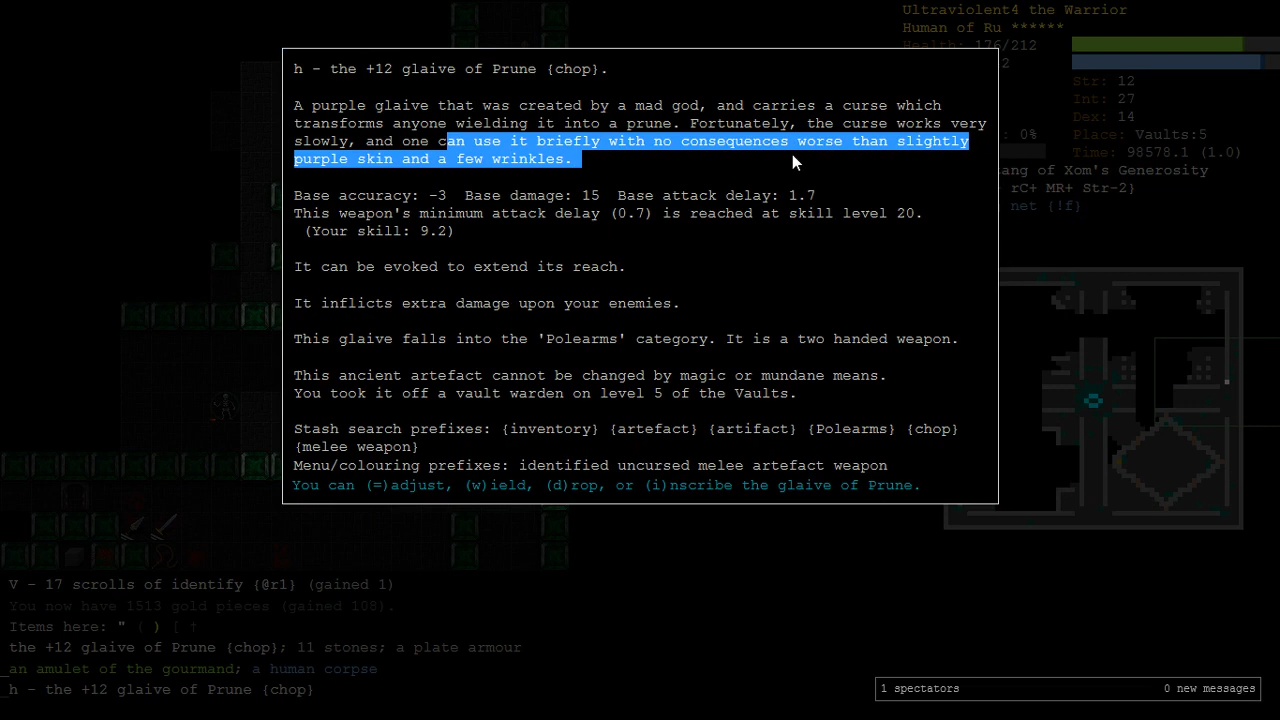 Ultraviolent4 the Warrior
Human of Ru ******
Health: 176/212
2
Str: 12
Int: 27
Dex: 14
0%
Place: Vaults:5
Time: 98578.1 (1.0)
ang of Xom's Generosity
rC+ MR+ Str-2}
net {!f}
h - the +12 glaive of Prune {chop}.
A purple glaive that was created by a mad god, and carries a curse which
transforms anyone wielding it into a prune. Fortunately, the curse works very
slowly, and one can use it briefly with no consequences worse than slightly
purple skin and a few wrinkles.
Base accuracy: -3 Base damage: 15 Base attack delay: 1.7
This weapon's minimum attack delay (0.7) is reached at skill level 20.
(Your skill: 9.2)
It can be evoked to extend its reach.
It inflicts extra damage upon your enemies.
This glaive falls into the 'Polearms' category. It is a two handed weapon.
This ancient artefact cannot be changed by magic or mundane means.
You took it off a vault warden on level 5 of the Vaults.
Stash search prefixes: {inventory} {artefact} {artifact} {Polearms} {chop}
{melee weapon}
Menu/colouring prefixes: identified uncursed melee artefact weapon
You can (=)adjust, (w)ield, (d)rop, or (i)nscribe the glaive of Prune.
V - 17 scrolls of identify {@r1} (gained 1)
You now have 1513 gold pieces (gained 108).
Items here: " ( ) [ †
the +12 glaive of Prune {chop}; 11 stones; a plate armour
_an amulet of the gourmand; a human corpse
_h - the +12 glaive of Prune {chop}
1 spectators
0 new messages